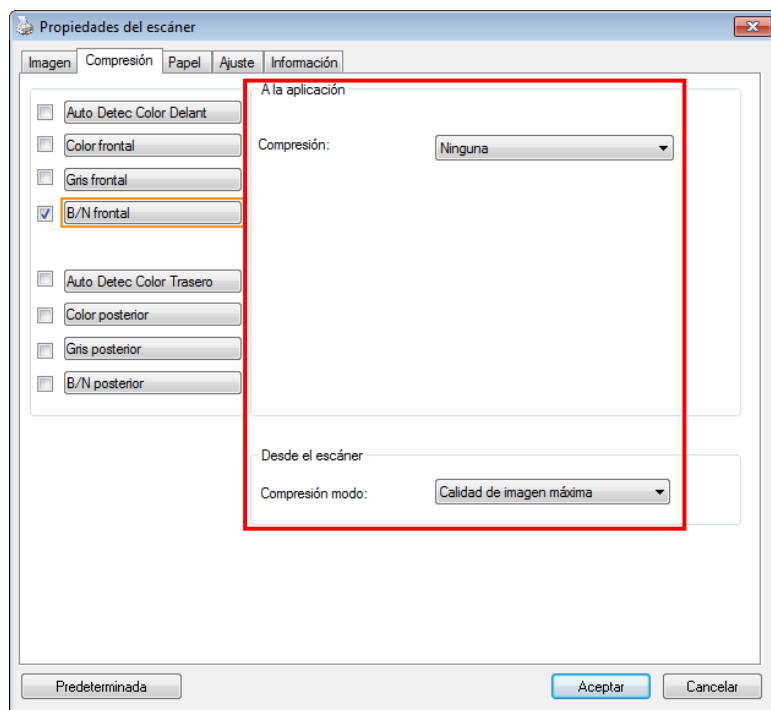 Propiedades del escáner
Imagen Compresión Papel Ajuste Información
Auto Detec Color Delant
Color frontal
Gris frontal
B/N frontal
Auto Detec Color Trasero
Color posterior
Gris posterior
B/N posterior
A la aplicación
Compresión: Ninguna
Desde el escáner
Compresión modo: Calidad de imagen máxima
Predeterminada Aceptar Cancelar